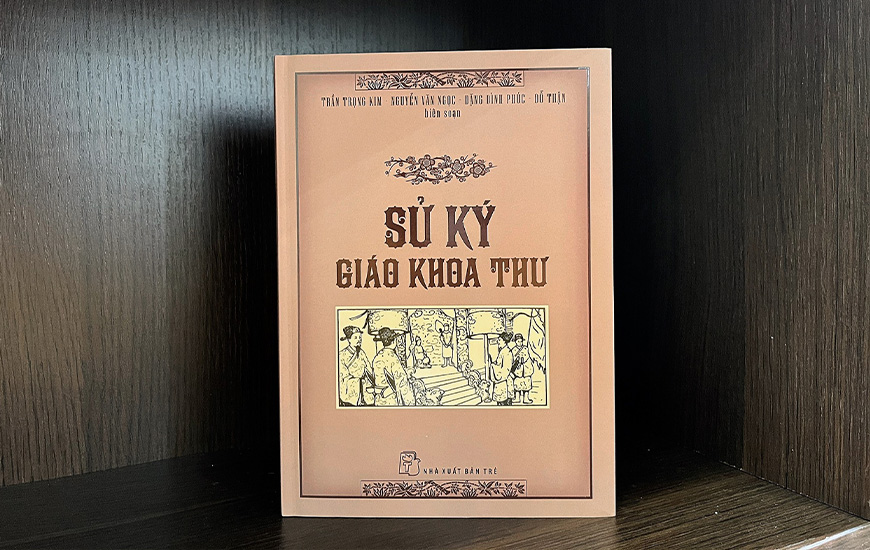 TRẦN TRỌNG KIM - NGUYỄN VĂN NGỌC - ĐẶNG ĐÌNH PHÚC - ĐỖ THẬN
biên soạn
SỬ KÝ
GIÁO KHOA THƯ
NHÀ XUẤT BẢN TRẺ